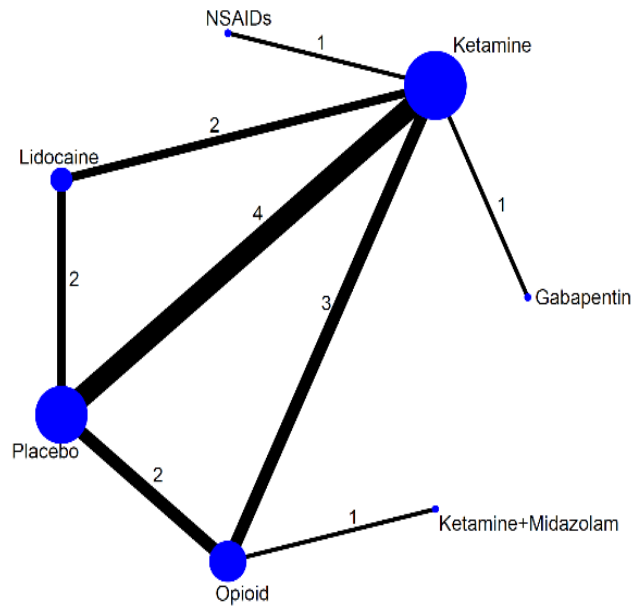 NSAIDs
1
Ketamine
2
Lidocaine
4
1
2
3
Gabapentin
Placebo
2
1
Ketamine+Midazolam
Opioid